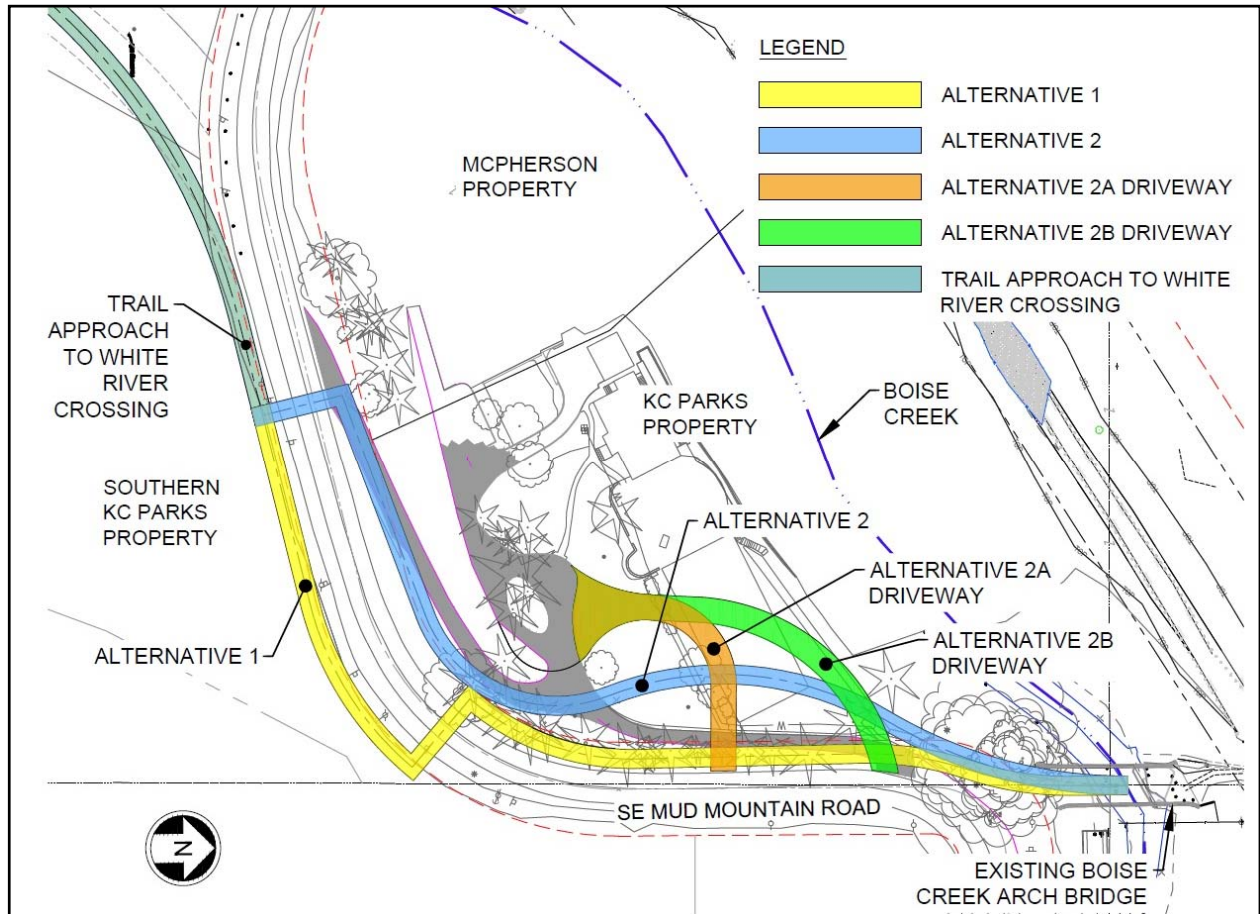 LEGEND
ALTERNATIVE 1
ALTERNATIVE 2
ALTERNATIVE 2A DRIVEWAY
ALTERNATIVE 2B DRIVEWAY
TRAIL APPROACH TO WHITE
RIVER CROSSING
MCPHERSON
PROPERTY
TRAIL
APPROACH
TO WHITE
RIVER
CROSSING
KC PARKS
PROPERTY
BOISE
CREEK
SOUTHERN
KC PARKS
PROPERTY
ALTERNATIVE 2
ALTERNATIVE 2A
DRIVEWAY
ALTERNATIVE 2B
DRIVEWAY
ALTERNATIVE 1
SE MUD MOUNTAIN ROAD
N
EXISTING BOISE
CREEK ARCH BRIDGE